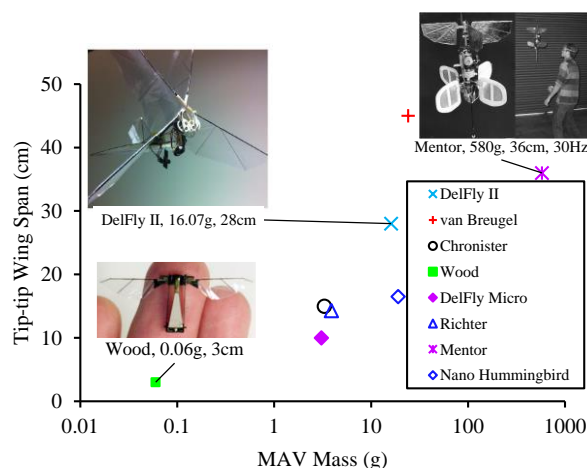 60
50
40
30
20
10
0
Tip-tip Wing Span (cm)
Mentor, 580g, 36cm, 30Hz
DelFly II, 16.07g, 28cm
Wood, 0.06g, 3cm
DelFly II
van Breugel
Chronister
Wood
DelFly Micro
Richter
Mentor
Nano Hummingbird
0.01 0.1 1 10 100 1000
MAV Mass (g)